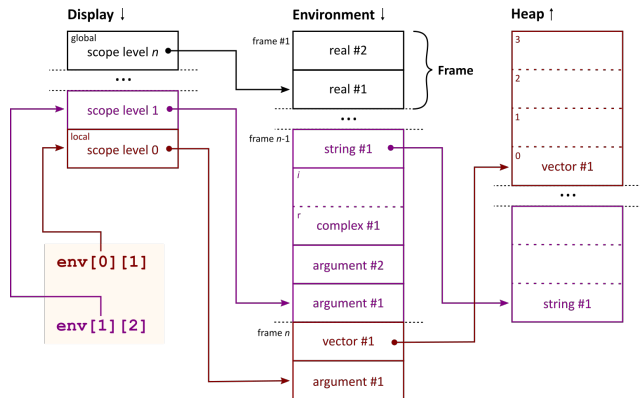 Display ↓
global
scope level n
...
scope level 1
local
scope level 0
env[0][1]
env[1][2]
Environment ↓
frame #1
real #2
real #1
Frame
...
frame n-1
string #1
i
r
complex #1
argument #2
argument #1
frame n
vector #1
argument #1
Heap ↑
3
2
1
0
vector #1
...
string #1